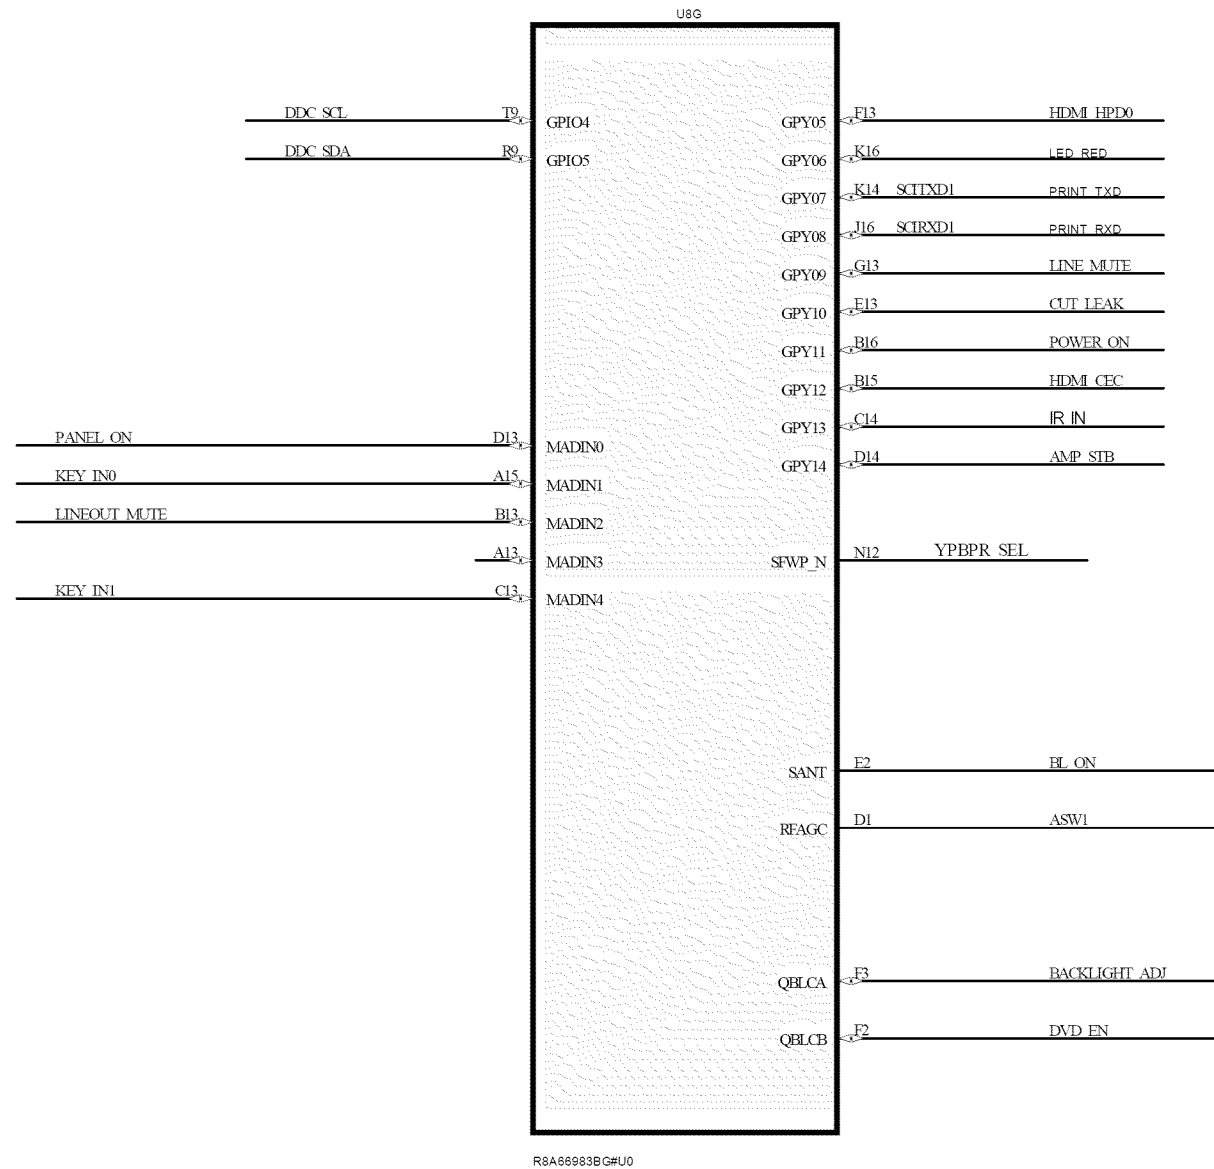 U8G
DDC SCL T9 GPIO4
DDC SDA R9 GPIO5
PANEL ON D13 MADIN0
KEY IN0 A15 MADIN1
LINEOUT MUTE B13 MADIN2
A13 MADIN3
KEY IN1 C13 MADIN4
GPY05 F13 HDMI HPD0
GPY06 K16 LED RED
GPY07 K14 SCITXD1 PRINT TXD
GPY08 J16 SCIRXD1 PRINT RXD
GPY09 G13 LINE MUTE
GPY10 E13 CUT LEAK
GPY11 B16 POWER ON
GPY12 B15 HDMI CEC
GPY13 C14 IR IN
GPY14 D14 AMP STB
SFWP_N N12 YPBPR SEL
SANT E2 BL ON
RFAGC D1 ASW1
QBLCA F3 BACKLIGHT ADJ
QBLCB F2 DVD EN
R8A66983BG#U0